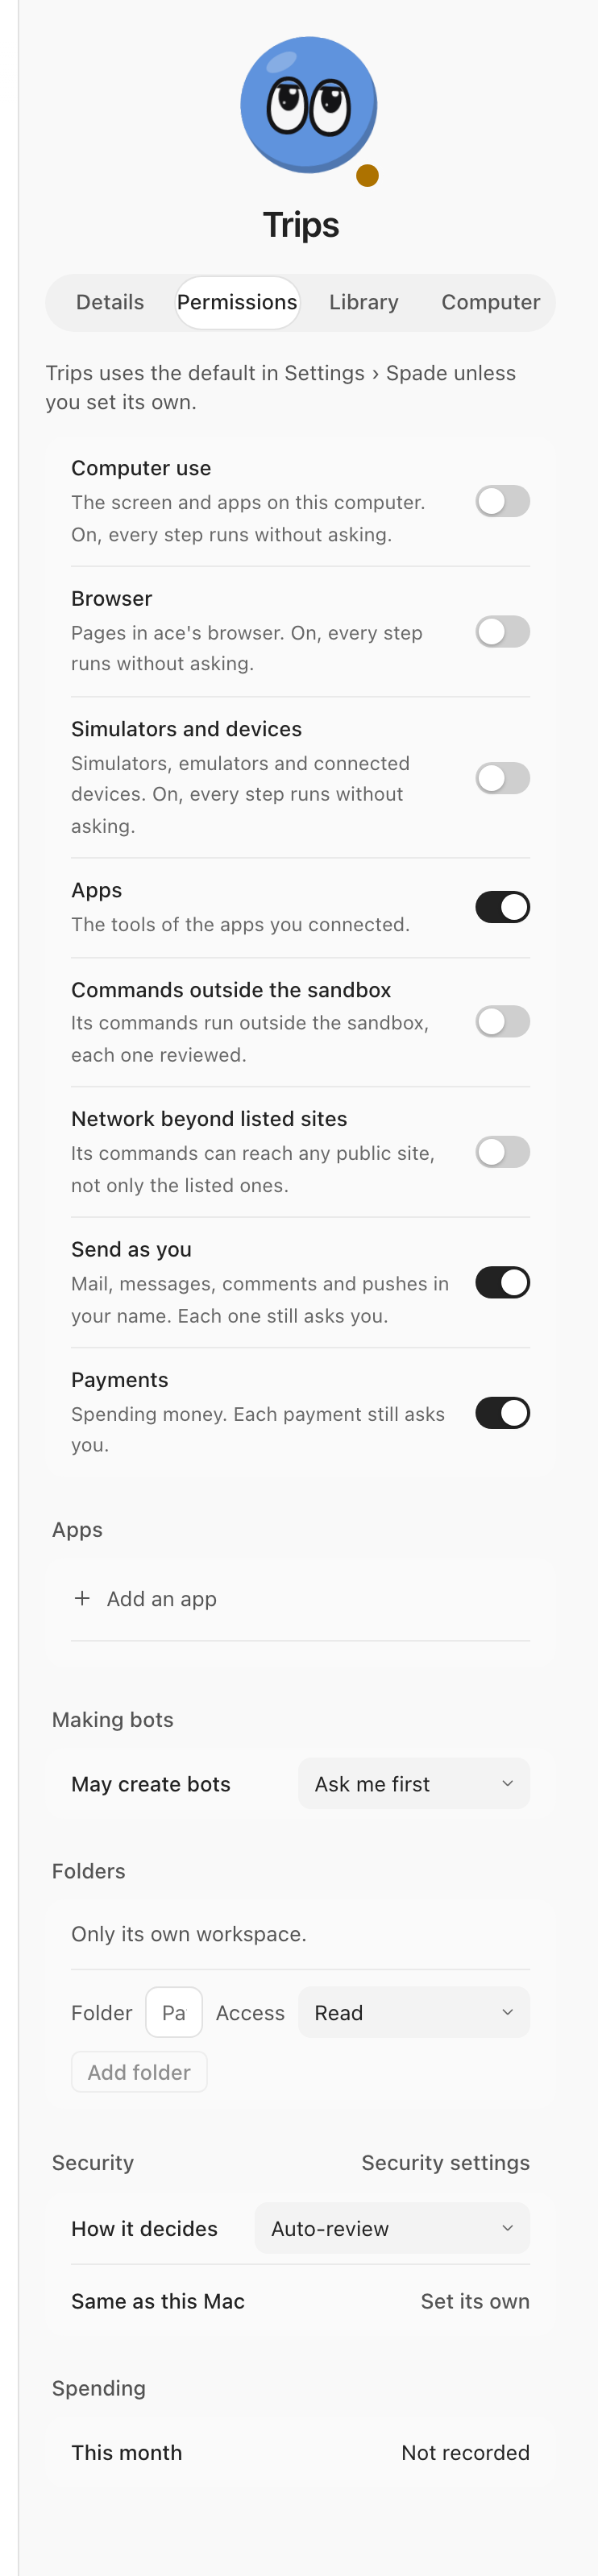 Trips
Details Permissions Library Computer
Trips uses the default in Settings › Spade unless
you set its own.
Computer use
The screen and apps on this computer.
On, every step runs without asking.
Browser
Pages in ace's browser. On, every step
runs without asking.
Simulators and devices
Simulators, emulators and connected
devices. On, every step runs without
asking.
Apps
The tools of the apps you connected.
Commands outside the sandbox
Its commands run outside the sandbox,
each one reviewed.
Network beyond listed sites
Its commands can reach any public site,
not only the listed ones.
Send as you
Mail, messages, comments and pushes in
your name. Each one still asks you.
Payments
Spending money. Each payment still asks
you.
Apps
+ Add an app
Making bots
May create bots Ask me first
Folders
Only its own workspace.
Folder Pa Access Read
Add folder
Security Security settings
How it decides Auto-review
Same as this Mac Set its own
Spending
This month Not recorded